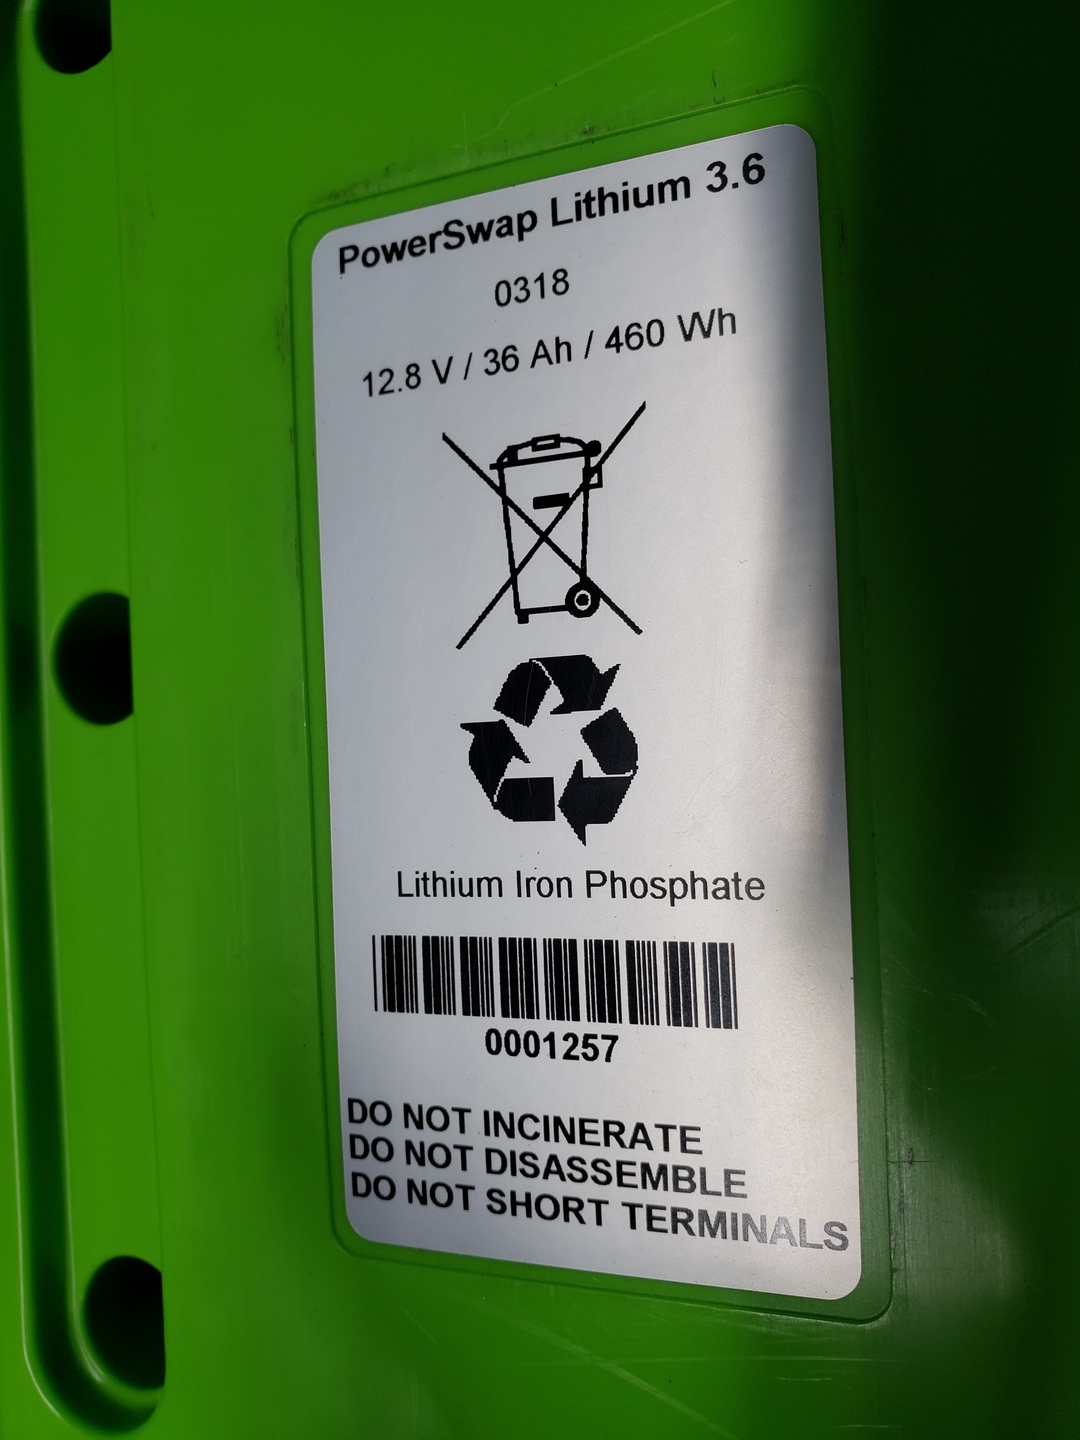 PowerSwap Lithium 3.6
0318
12.8 V / 36 Ah / 460 Wh
Lithium Iron Phosphate
0001257
DO NOT INCINERATE
DO NOT DISASSEMBLE
DO NOT SHORT TERMINALS